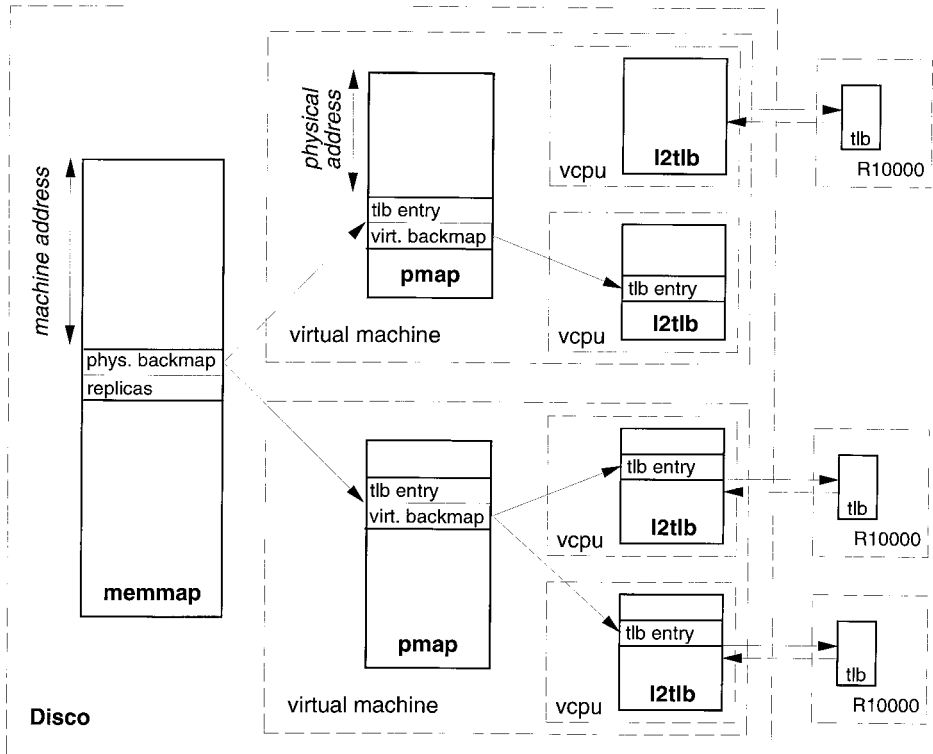 machine address
phys. backmap
replicas
memmap
Disco
physical
address
tlb entry
virt. backmap
pmap
virtual machine
l2tlb
vcpu
tlb entry
l2tlb
vcpu
tlb
R10000
tlb entry
virt. backmap
pmap
virtual machine
tlb entry
l2tlb
vcpu
tlb entry
l2tlb
vcpu
tlb
R10000
tlb
R10000